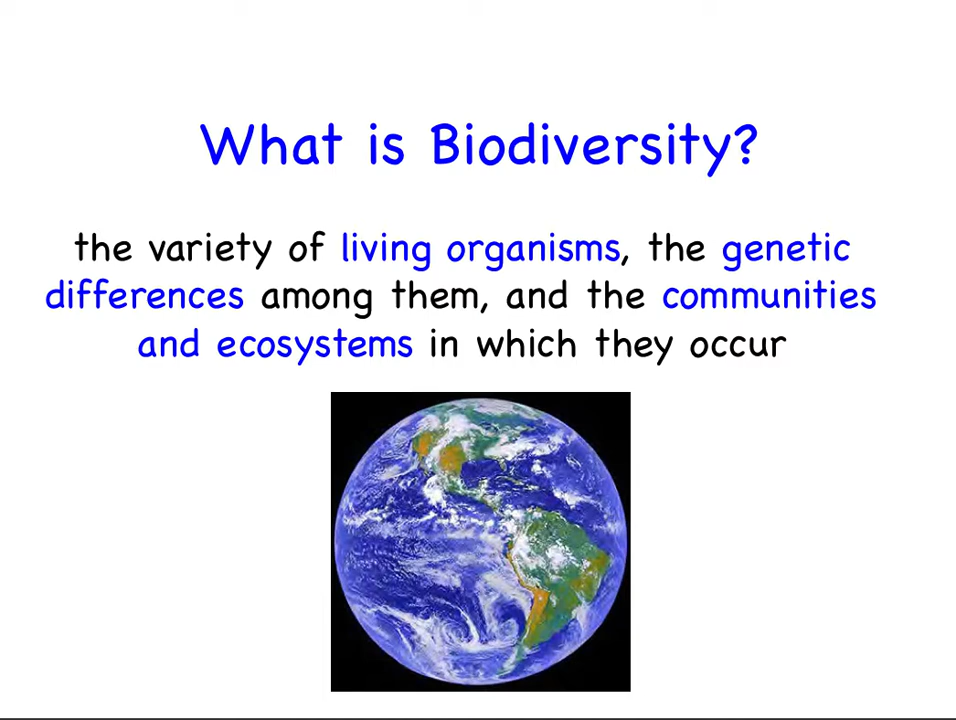 What is Biodiversity?
the variety of living organisms, the genetic
differences among them, and the communities
and ecosystems in which they occur